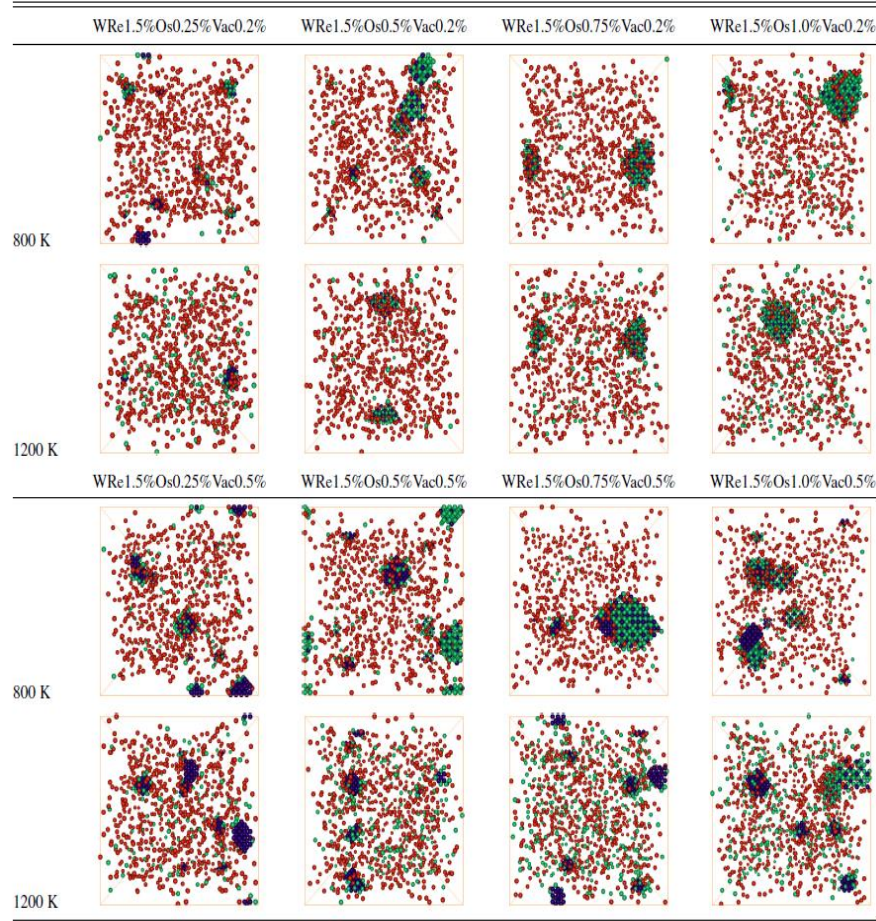 WRe1.5%Os0.25%Vac0.2% WRe1.5%Os0.5%Vac0.2% WRe1.5%Os0.75%Vac0.2% WRe1.5%Os1.0%Vac0.2%
800 K
1200 K
WRe1.5%Os0.25%Vac0.5% WRe1.5%Os0.5%Vac0.5% WRe1.5%Os0.75%Vac0.5% WRe1.5%Os1.0%Vac0.5%
800 K
1200 K